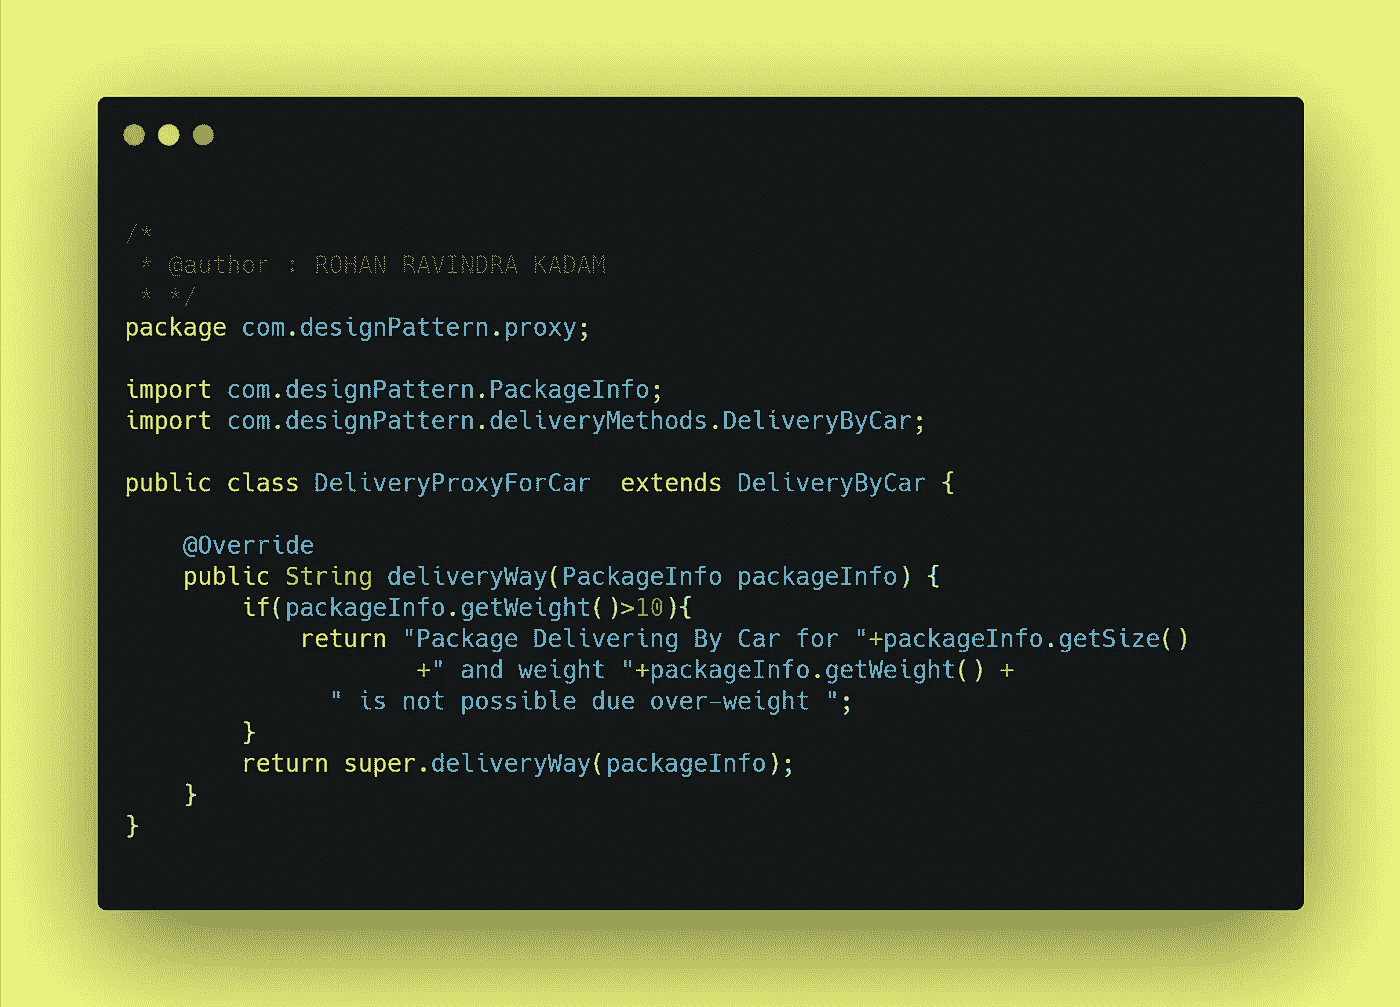 /*
 * @author : ROHAN RAVINDRA KADAM
 * */
package com.designPattern.proxy;

import com.designPattern.PackageInfo;
import com.designPattern.deliveryMethods.DeliveryByCar;

public class DeliveryProxyForCar  extends DeliveryByCar {

    @Override
    public String deliveryWay(PackageInfo packageInfo) {
        if(packageInfo.getWeight()>10){
            return "Package Delivering By Car for "+packageInfo.getSize()
                    +" and weight "+packageInfo.getWeight() +
              " is not possible due over-weight ";
        }
        return super.deliveryWay(packageInfo);
    }
}